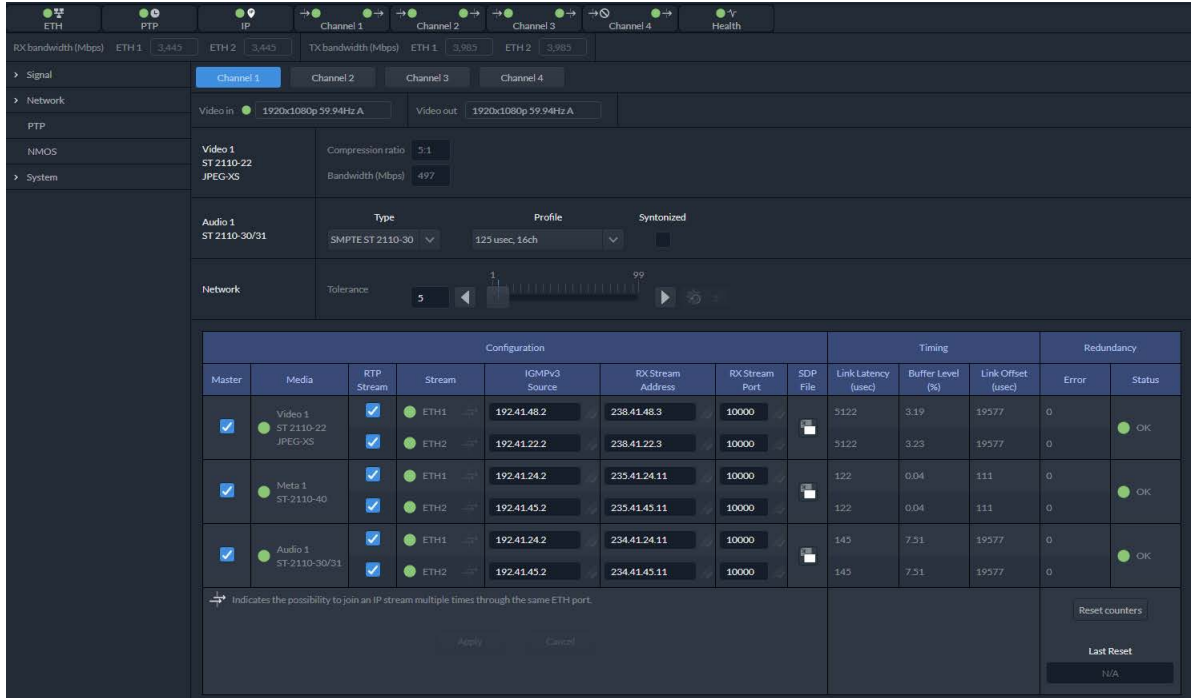 ETH PTP IP Channel 1 Channel 2 Channel 3 Channel 4 Health
RX bandwidth (Mbps) ETH 1 3,445 ETH 2 3,445 TX bandwidth (Mbps) ETH 1 3,985 ETH 2 3,985
Signal
Network
PTP
NMOS
System
Channel 1 Channel 2 Channel 3 Channel 4
Video in 1920x1080p 59.94Hz A Video out 1920x1080p 59.94Hz A
Video 1
ST 2110-22
JPEG-XS
Compression ratio 5:1
Bandwidth (Mbps) 497
Audio 1
ST 2110-30/31
Type Profile Syntonized
SMPTE ST 2110-30 125 usec, 16ch
Network Tolerance 5 1 99
Configuration Timing Redundancy
Master Media RTP Stream Stream IGMPv3 Source RX Stream Address RX Stream Port SDP File Link Latency (usec) Buffer Level (%) Link Offset (usec) Error Status
Video 1
ST 2110-22
JPEG-XS
ETH1 192.41.48.2 238.41.48.3 10000 5122 3.19 19577 0
ETH2 192.41.22.2 238.41.22.3 10000 5122 3.23 19577 0
OK
Meta 1
ST-2110-40
ETH1 192.41.24.2 235.41.24.11 10000 122 0.04 111 0
ETH2 192.41.45.2 235.41.45.11 10000 122 0.04 111 0
OK
Audio 1
ST-2110-30/31
ETH1 192.41.24.2 234.41.24.11 10000 145 7.51 19577 0
ETH2 192.41.45.2 234.41.45.11 10000 145 7.51 19577 0
OK
Indicates the possibility to join an IP stream multiple times through the same ETH port.
Reset counters
Apply Cancel
Last Reset
N/A